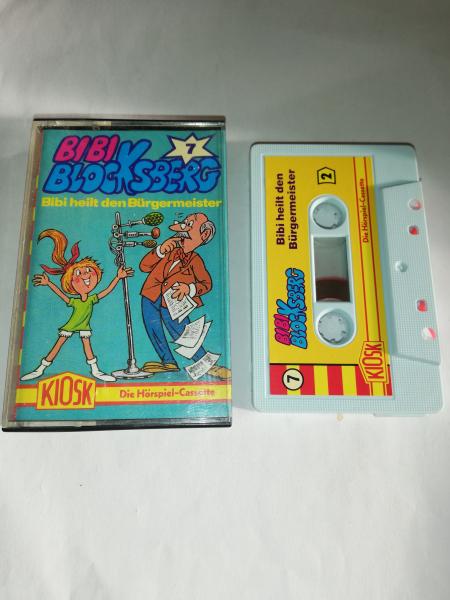 BIBI
7
BLOCKSBERG
Bibi heilt den Bürgermeister
KIOSK
Die Hörspiel-Cassette
7
BIBI
BLOCKSBERG
Bibi heilt den
Bürgermeister
2
KIOSK
Die Hörspiel-Cassette